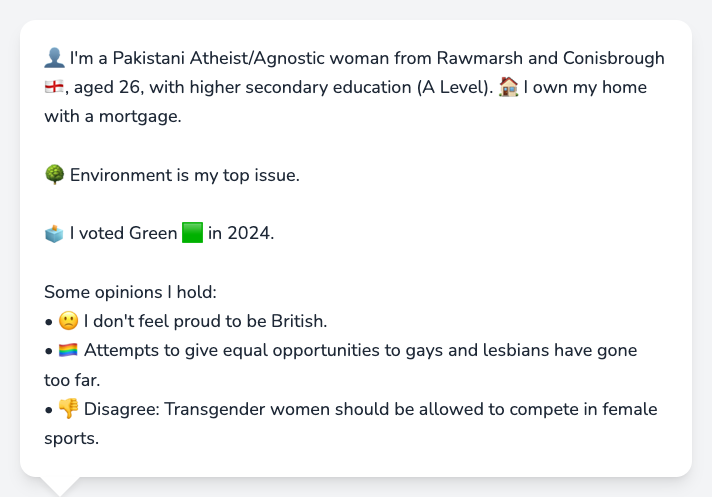 👤 I'm a Pakistani Atheist/Agnostic woman from Rawmarsh and Conisbrough
🏴󠁧󠁢󠁥󠁮󠁧󠁿, aged 26, with higher secondary education (A Level). 🏠 I own my home
with a mortgage.
🌳 Environment is my top issue.
🗳️ I voted Green 🟩 in 2024.
Some opinions I hold:
• 🙁 I don't feel proud to be British.
• 🏳️‍🌈 Attempts to give equal opportunities to gays and lesbians have gone
too far.
• 👎 Disagree: Transgender women should be allowed to compete in female
sports.